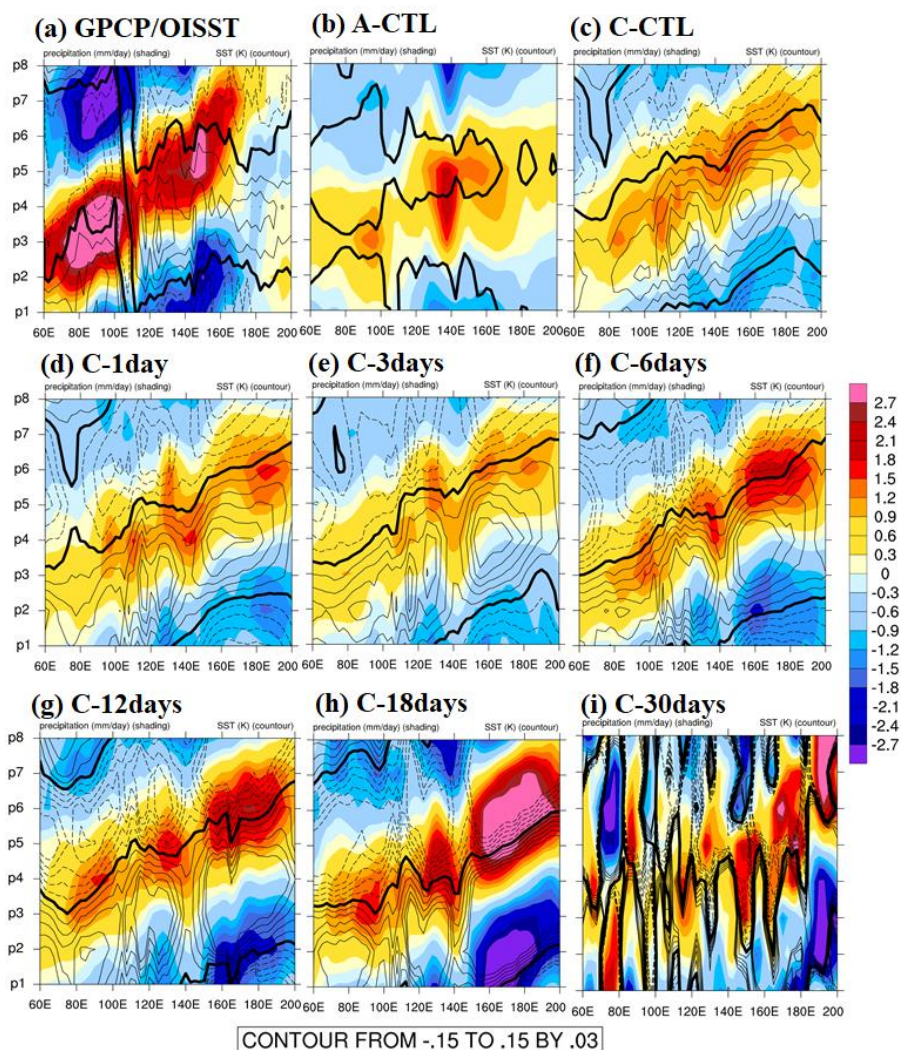 (a) GPCP/OISST
(b) A-CTL
(c) C-CTL
precipitation (mm/day) (shading) SST (K) (countour)
precipitation (mm/day) (shading) SST (K) (countour)
precipitation (mm/day) (shading) SST (K) (countour)
p8
p7
p6
p5
p4
p3
p2
p1
60E 80E 100E 120E 140E 160E 180E 200
60E 80E 100E 120E 140E 160E 180E 200
60E 80E 100E 120E 140E 160E 180E 200
(d) C-1day
(e) C-3days
(f) C-6days
precipitation (mm/day) (shading) SST (K) (countour)
precipitation (mm/day) (shading) SST (K) (countour)
precipitation (mm/day) (shading) SST (K) (countour)
p8
p7
p6
p5
p4
p3
p2
p1
60E 80E 100E 120E 140E 160E 180E 200
60E 80E 100E 120E 140E 160E 180E 200
60E 80E 100E 120E 140E 160E 180E 200
2.7
2.4
2.1
1.8
1.5
1.2
0.9
0.6
0.3
0
-0.3
-0.6
-0.9
-1.2
-1.5
-1.8
-2.1
-2.4
-2.7
(g) C-12days
(h) C-18days
(i) C-30days
precipitation (mm/day) (shading) SST (K) (countour)
precipitation (mm/day) (shading) SST (K) (countour)
precipitation (mm/day) (shading) SST (K) (countour)
p8
p7
p6
p5
p4
p3
p2
p1
60E 80E 100E 120E 140E 160E 180E 200
60E 80E 100E 120E 140E 160E 180E 200
60E 80E 100E 120E 140E 160E 180E 200
CONTOUR FROM -.15 TO .15 BY .03